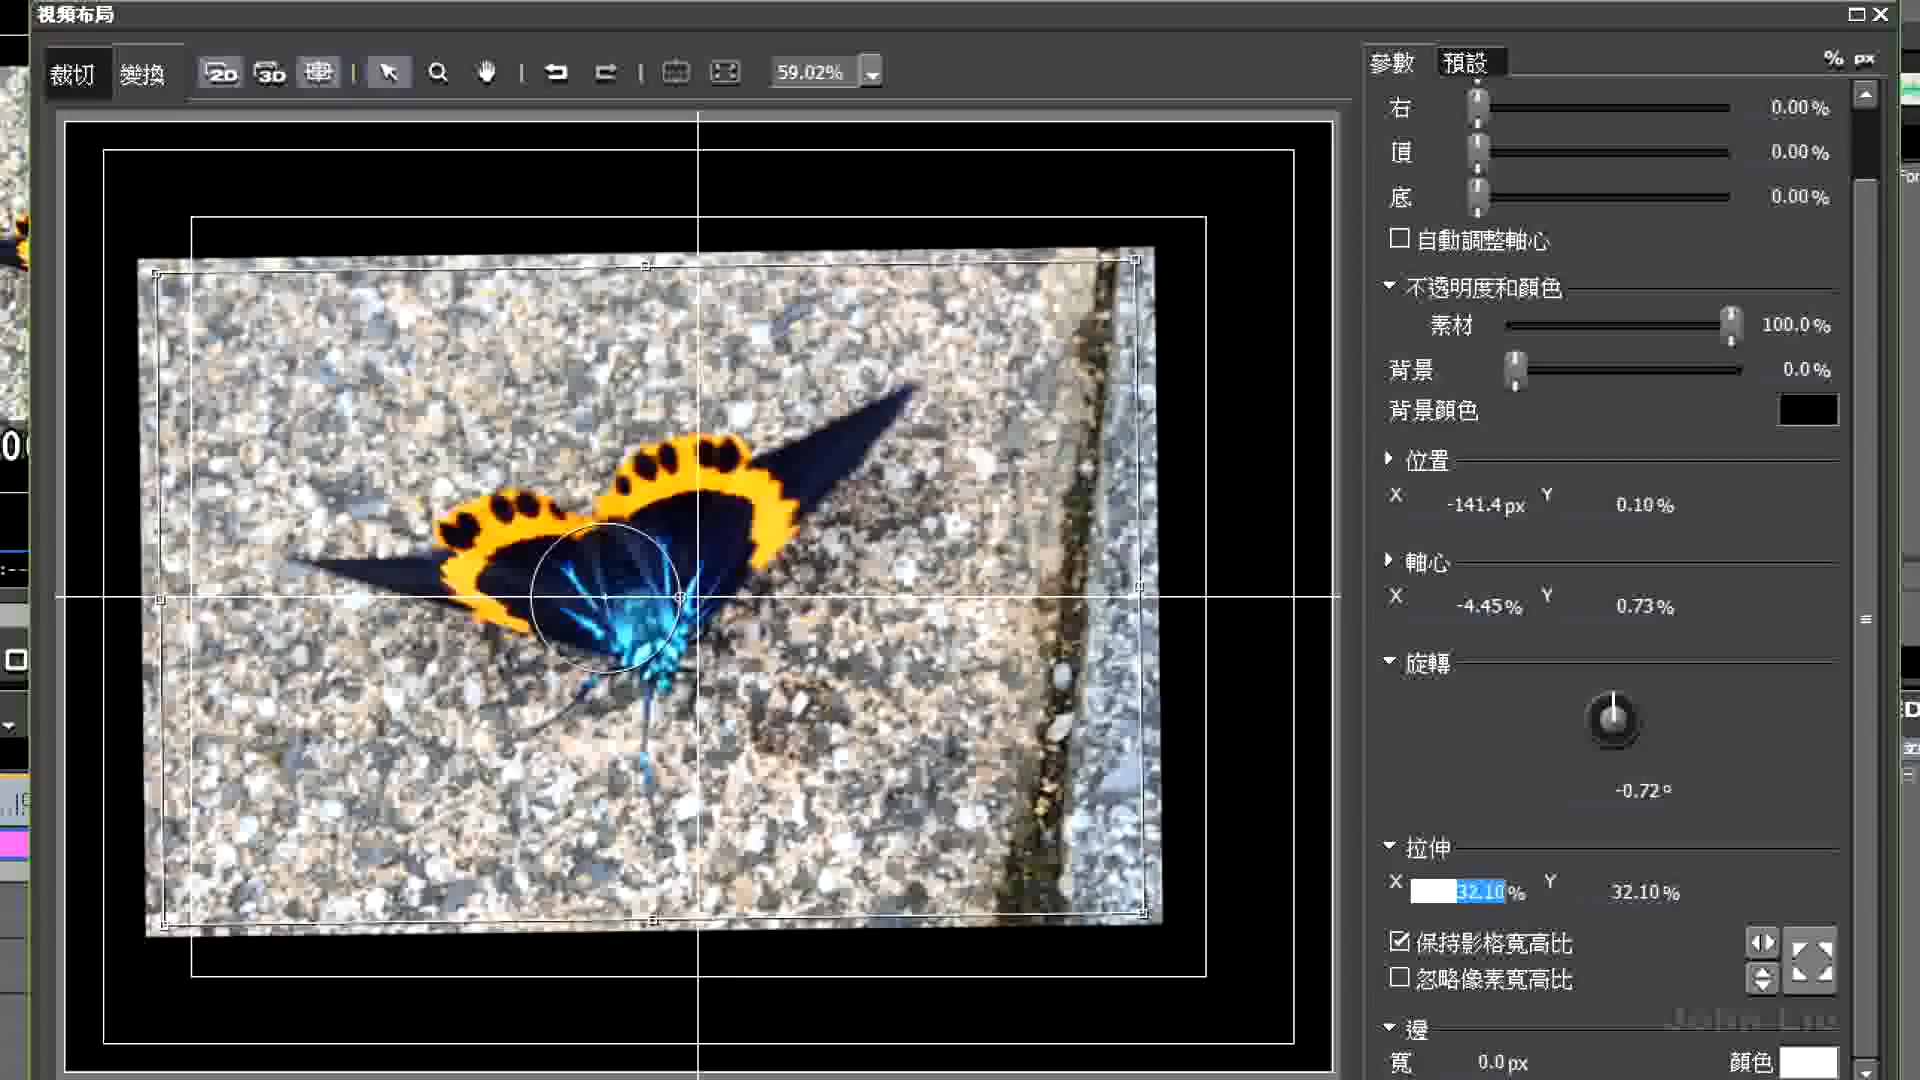 視頻布局
裁切 變換 2D 3D 59.02% 參數 預設 % px
右 0.00%
頂 0.00%
底 0.00%
自動調整軸心
不透明度和顏色
素材 100.0%
背景 0.0%
背景顏色
位置
X -141.4px Y 0.10%
軸心
X -4.45% Y 0.73%
旋轉
-0.72°
拉伸
X 32.10% Y 32.10%
保持影格寬高比
忽略像素寬高比
邊
寬 0.0px 顏色